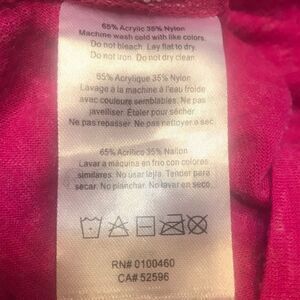 65% Acrylic 35% Nylon
Machine wash cold with like colors.
Do not bleach. Lay flat to dry.
Do not iron. Do not dry clean
65% Acrylique 35% Nylon
Lavage a la machine à l'eau froide
avec couleurs semblables. Ne pas
javelliser. Étoler pour sécher
Ne pas repasser. Ne pas nettoyer a sec
65% Acrílico 35% Nailon
Lavar a máquina en frio con colores
similares. No usar lejía. Tender para
secar. No planchar. No lavar en seco
RN# 0100460
CA# 52596